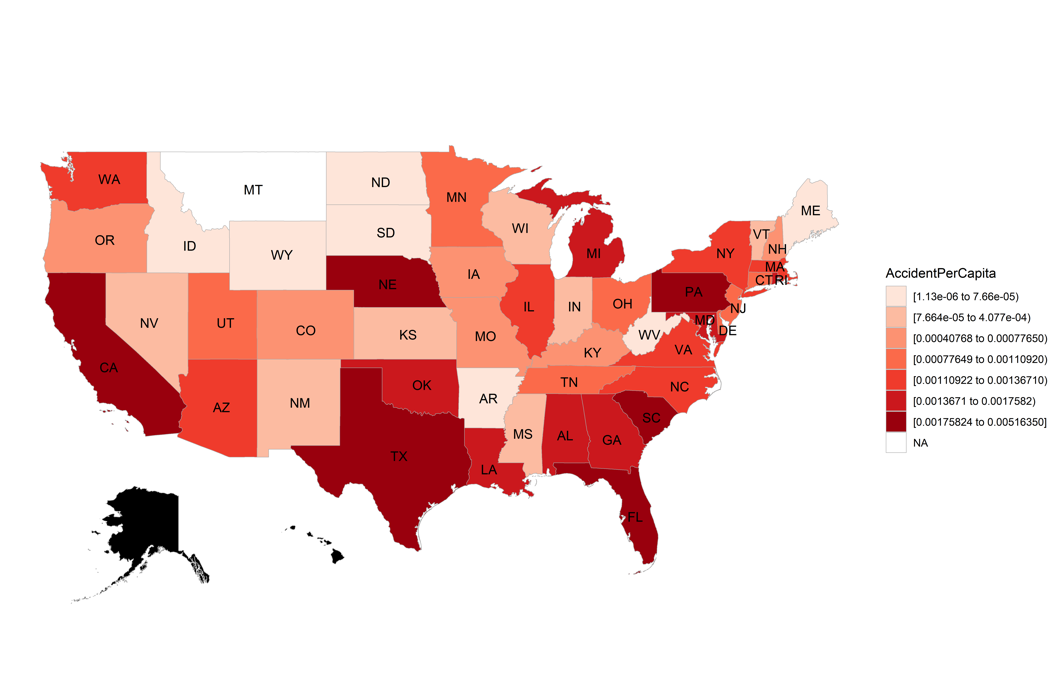 WA
MT
ND
MN
ME
OR
ID
SD
WI
VT
NH
WY
MI
NY
MA
CT
RI
NE
IA
PA
NV
UT
CO
IL
IN
OH
NJ
MD
DE
KS
MO
WV
CA
KY
VA
AZ
NM
OK
TN
NC
AR
MS
AL
GA
SC
TX
LA
FL
AccidentPerCapita
[1.13e-06 to 7.66e-05)
[7.664e-05 to 4.077e-04)
[0.00040768 to 0.00077650)
[0.00077649 to 0.00110920)
[0.00110922 to 0.00136710)
[0.0013671 to 0.0017582)
[0.00175824 to 0.00516350]
NA